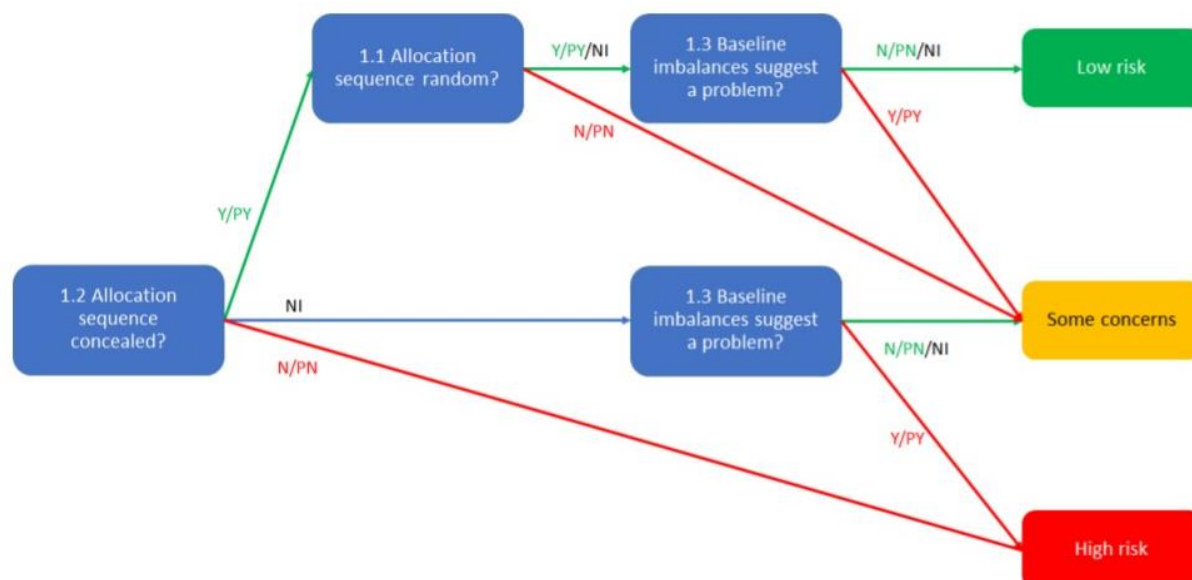 1.1 Allocation
sequence random?
Y/PY/NI
1.3 Baseline
imbalances suggest
a problem?
N/PN/NI
Low risk
N/PN
Y/PY
Y/PY
1.2 Allocation
sequence
concealed?
NI
N/PN
1.3 Baseline
imbalances suggest
a problem?
N/PN/NI
Some concerns
Y/PY
High risk